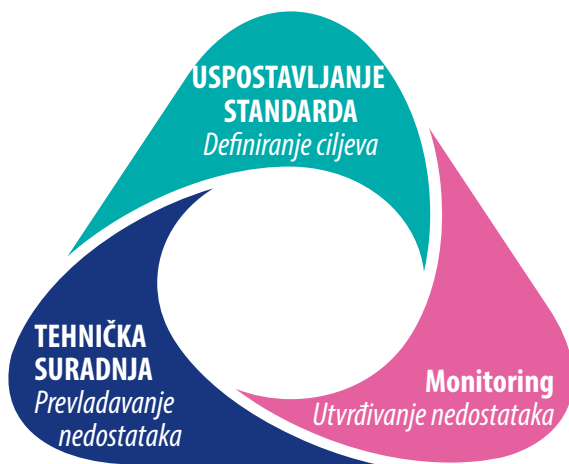 USPOSTAVLJANJE
STANDARDA
Definiranje ciljeva
TEHNIČKA
SURADNJA
Prevladavanje
nedostataka
Monitoring
Utvrđivanje nedostataka